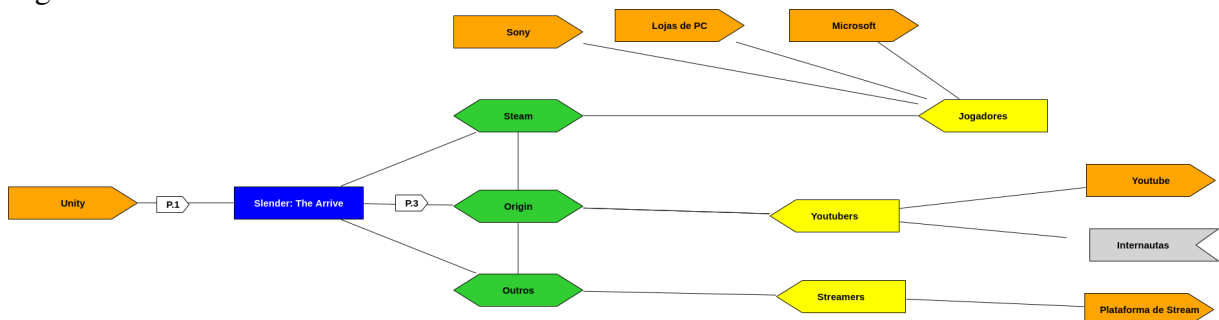 Sony
Lojas de PC
Microsoft
Steam
Jogadores
Unity
P.1
Slender: The Arrive
P.3
Origin
Youtubers
Youtube
Internautas
Outros
Streamers
Plataforma de Stream